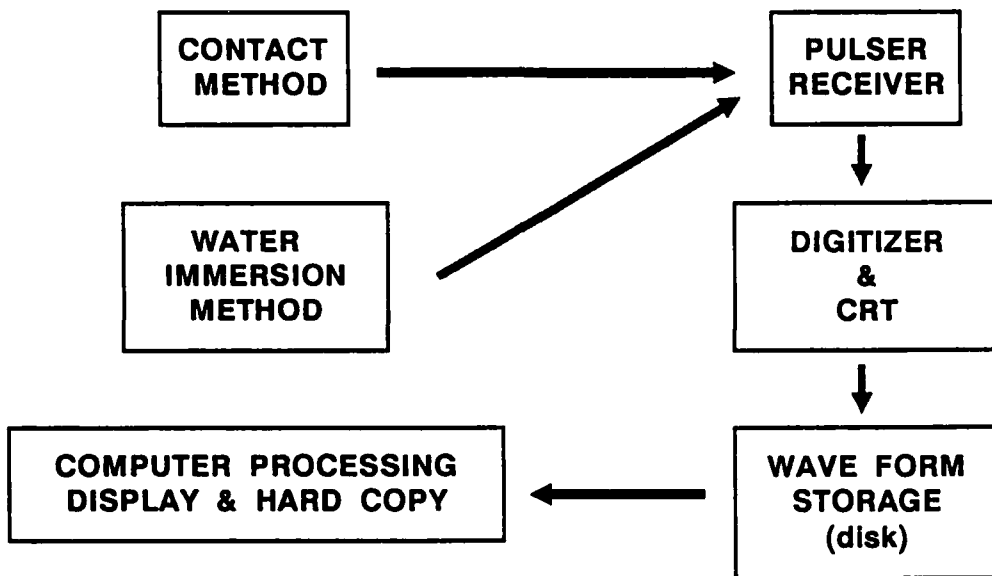 CONTACT
METHOD
PULSER
RECEIVER
WATER
IMMERSION
METHOD
DIGITIZER
&
CRT
COMPUTER PROCESSING
DISPLAY & HARD COPY
WAVE FORM
STORAGE
(disk)